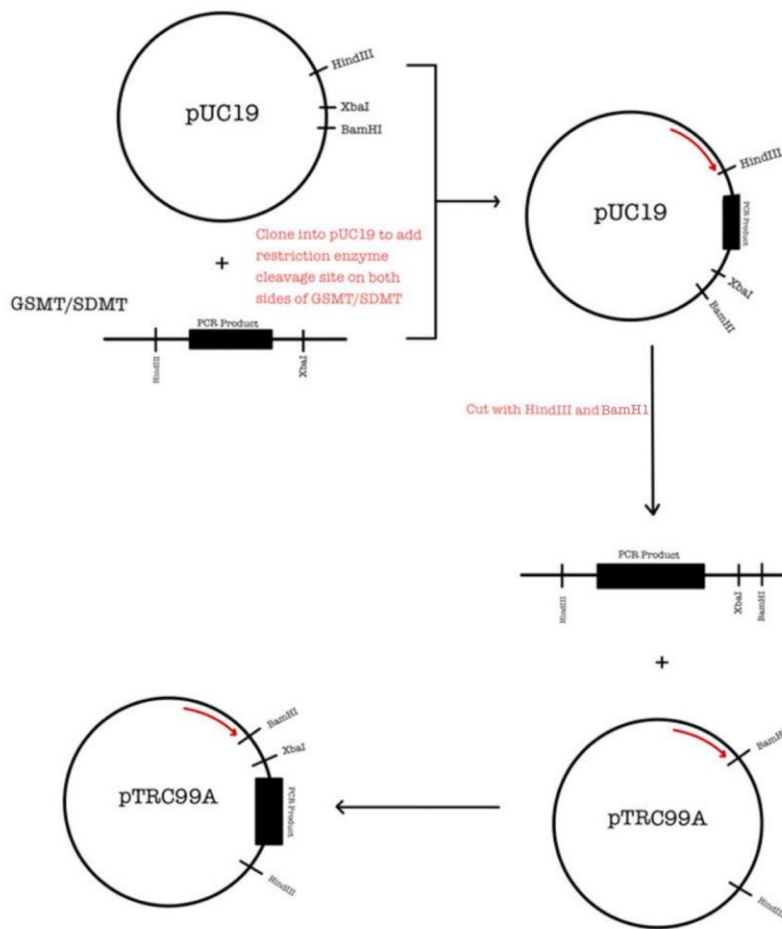 HindIII
pUC19
XbaI
BamHI
Clone into pUC19 to add
restriction enzyme
cleavage site on both
sides of GSMT/SDMT
+
GSMT/SDMT
PCR Product
HindIII
XbaI
HindIII
pUC19
PCR Product
XbaI
BamHI
Cut with HindIII and BamH1
PCR Product
HindIII
XbaI
BamHI
+
BamHI
pTRC99A
HindIII
BamHI
XbaI
pTRC99A
PCR Product
HindIII